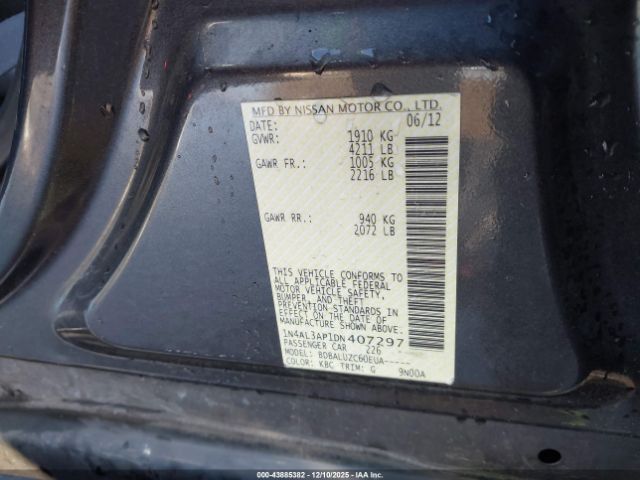 MFD BY NISSAN MOTOR CO., LTD.
DATE: 06/12
GVWR: 1910 KG
4211 LB
GAWR FR.: 1005 KG
2216 LB
GAWR RR.: 940 KG
2072 LB
THIS VEHICLE CONFORMS TO
ALL APPLICABLE FEDERAL
MOTOR VEHICLE SAFETY,
BUMPER, AND THEFT
PREVENTION STANDARDS IN
EFFECT ON THE DATE OF
MANUFACTURE SHOWN ABOVE.
1N4AL3AP1DN407297
PASSENGER CAR 226
MODEL: BDBALUZC60EUA-----
COLOR: KBC TRIM: G 9N00A
© 00-43885382 - 12/10/2025 - IAA, Inc.